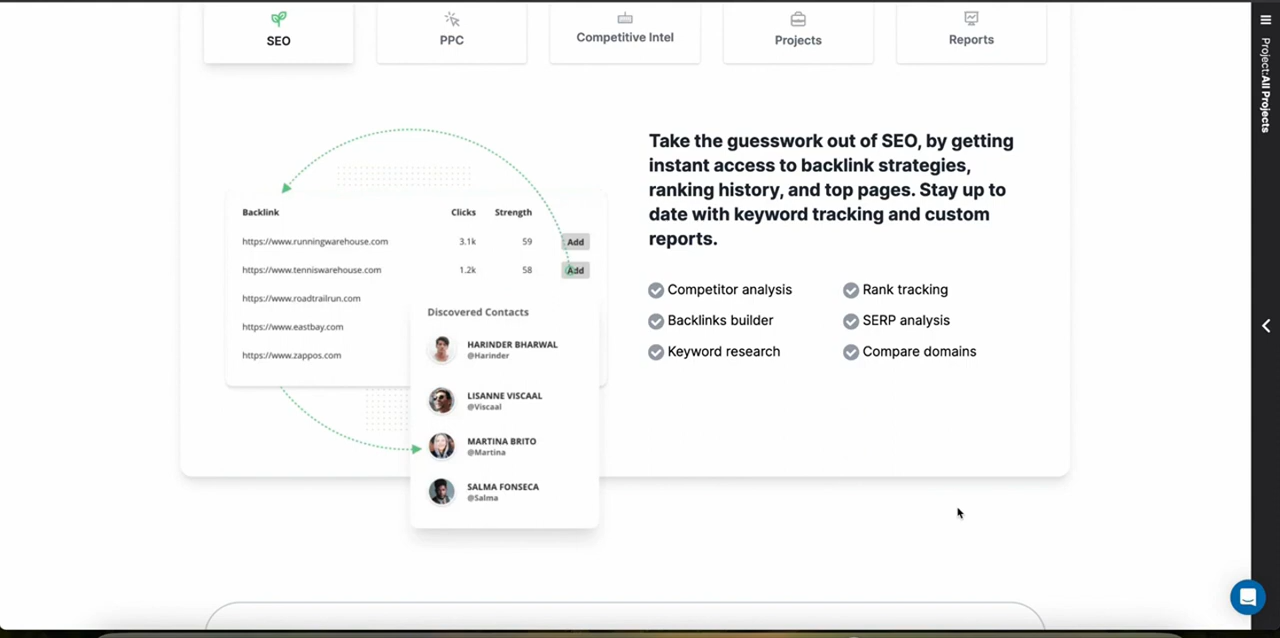 SEO
PPC
Competitive Intel
Projects
Reports
Project:All Projects
Take the guesswork out of SEO, by getting
instant access to backlink strategies,
ranking history, and top pages. Stay up to
date with keyword tracking and custom
reports.
Competitor analysis
Rank tracking
Backlinks builder
SERP analysis
Keyword research
Compare domains
Backlink Clicks Strength
https://www.runningwarehouse.com 3.1k 59 Add
https://www.tenniswarehouse.com 1.2k 58 Add
https://www.roadtrailrun.com
https://www.eastbay.com
https://www.zappos.com
Discovered Contacts
HARINDER BHARWAL
@Harinder
LISANNE VISCAAL
@Viscaal
MARTINA BRITO
@Martina
SALMA FONSECA
@Salma